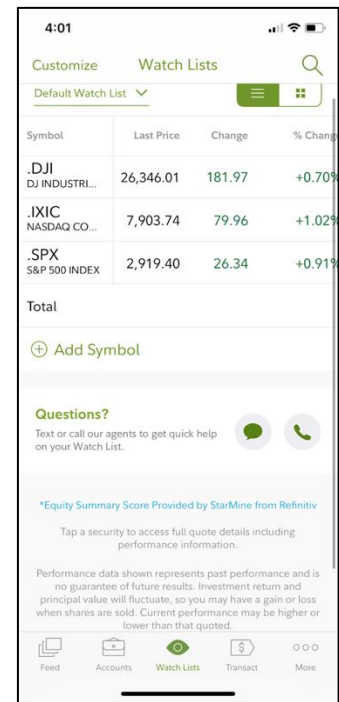 4:01
Customize Watch Lists
Default Watch List
Symbol Last Price Change % Chang
.DJI
DJ INDUSTRI... 26,346.01 181.97 +0.70%
.IXIC
NASDAQ CO... 7,903.74 79.96 +1.02%
.SPX
S&P 500 INDEX 2,919.40 26.34 +0.91%
Total
Add Symbol
Questions?
Text or call our agents to get quick help
on your Watch List.
*Equity Summary Score Provided by StarMine from Refinitiv
Tap a security to access full quote details including
performance information.
Performance data shown represents past performance and is
no guarantee of future results. Investment return and
principal value will fluctuate, so you may have a gain or loss
when shares are sold. Current performance may be higher or
lower than that quoted.
Feed Accounts Watch Lists Transact More